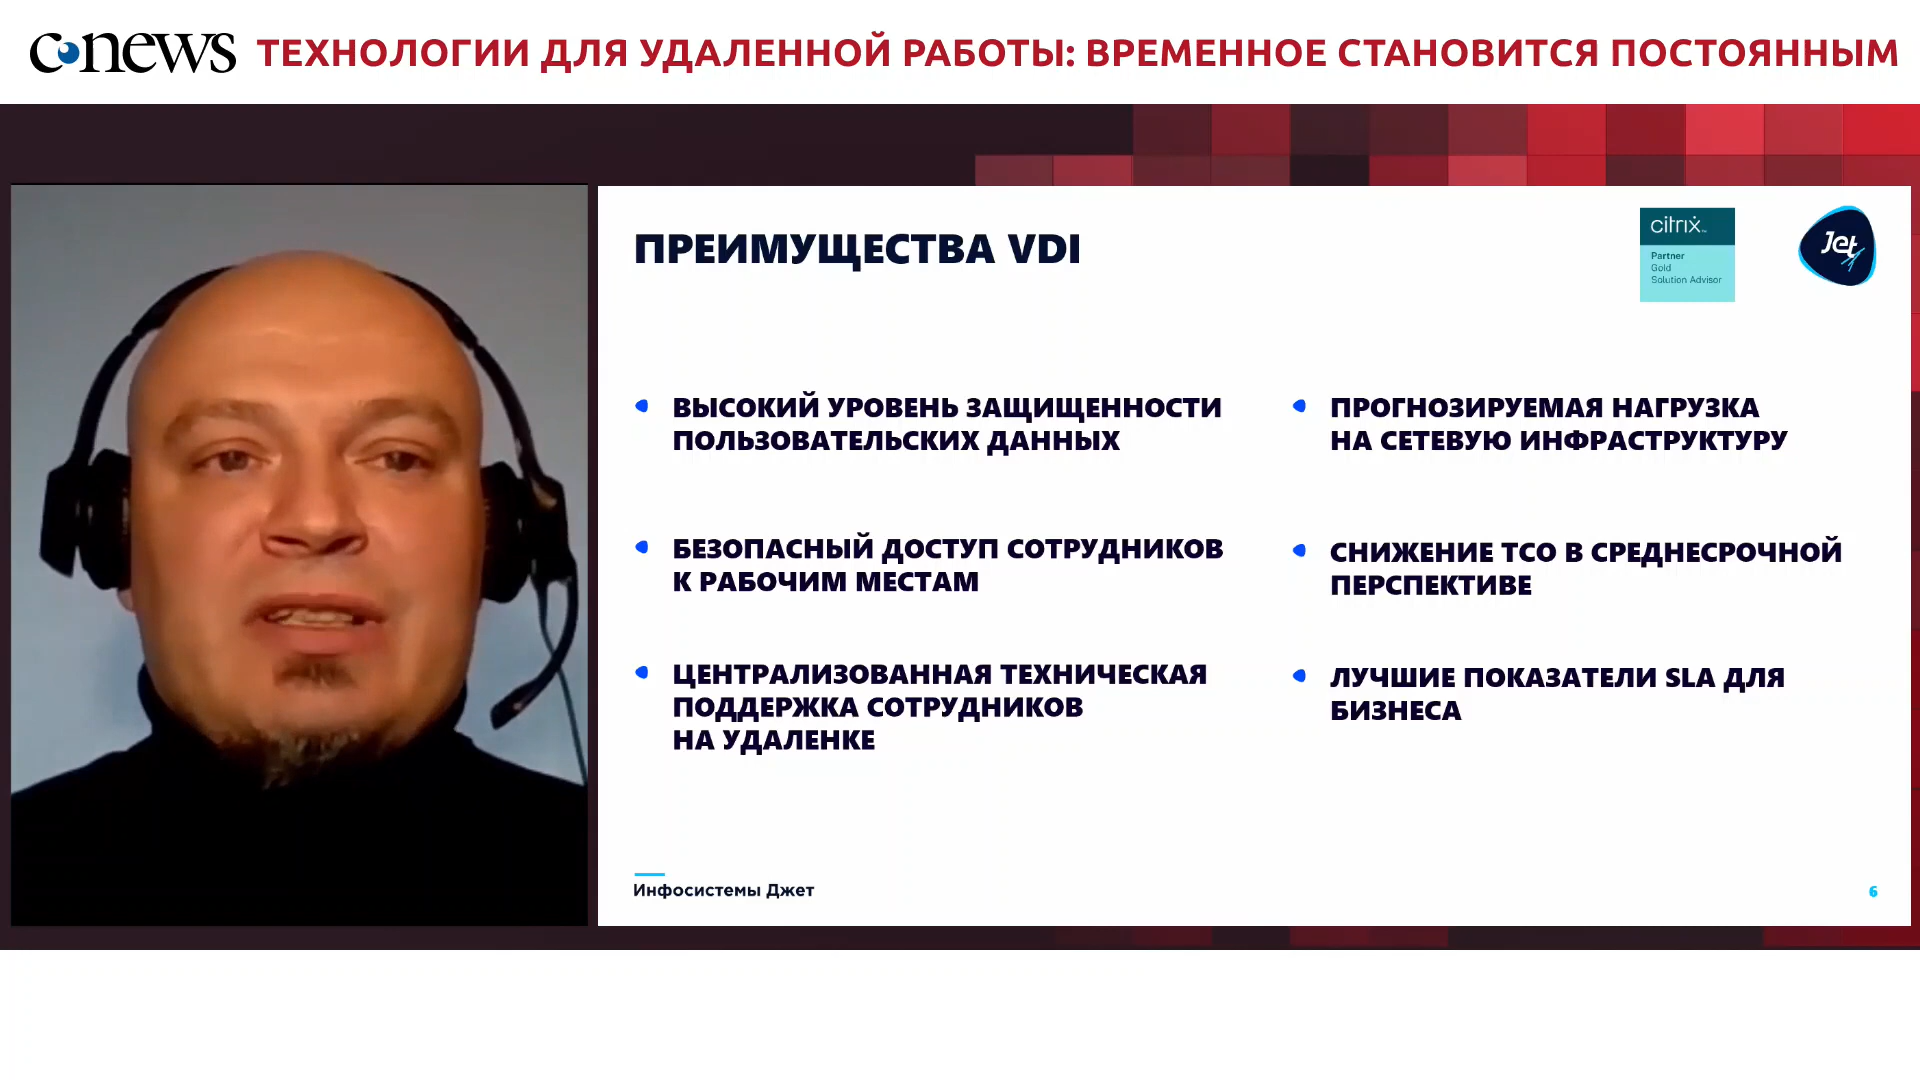 cnews ТЕХНОЛОГИИ ДЛЯ УДАЛЕННОЙ РАБОТЫ: ВРЕМЕННОЕ СТАНОВИТСЯ ПОСТОЯННЫМ
ПРЕИМУЩЕСТВА VDI
citrix
Partner
Gold
Solution Advisor
Jet
ВЫСОКИЙ УРОВЕНЬ ЗАЩИЩЕННОСТИ
ПОЛЬЗОВАТЕЛЬСКИХ ДАННЫХ
БЕЗОПАСНЫЙ ДОСТУП СОТРУДНИКОВ
К РАБОЧИМ МЕСТАМ
ЦЕНТРАЛИЗОВАННАЯ ТЕХНИЧЕСКАЯ
ПОДДЕРЖКА СОТРУДНИКОВ
НА УДАЛЕНКЕ
ПРОГНОЗИРУЕМАЯ НАГРУЗКА
НА СЕТЕВУЮ ИНФРАСТРУКТУРУ
СНИЖЕНИЕ ТСО В СРЕДНЕСРОЧНОЙ
ПЕРСПЕКТИВЕ
ЛУЧШИЕ ПОКАЗАТЕЛИ SLA ДЛЯ
БИЗНЕСА
Инфосистемы Джет
6